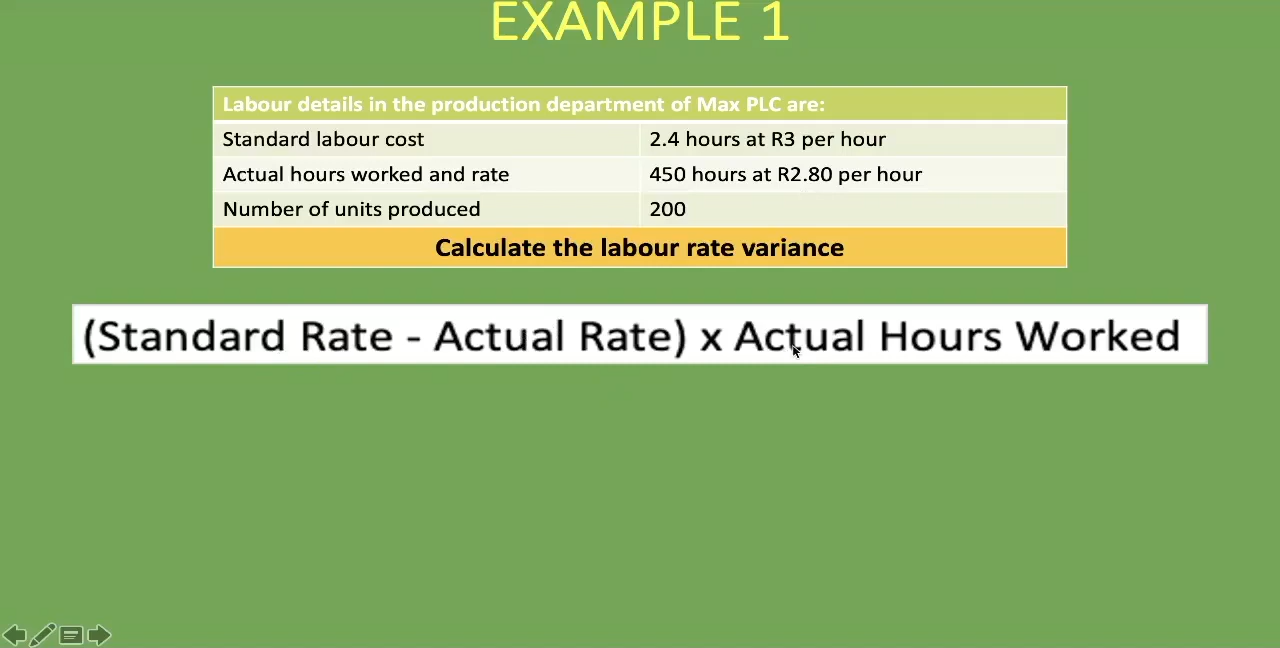 EXAMPLE 1
Labour details in the production department of Max PLC are:
Standard labour cost 2.4 hours at R3 per hour
Actual hours worked and rate 450 hours at R2.80 per hour
Number of units produced 200
Calculate the labour rate variance
(Standard Rate - Actual Rate) x Actual Hours Worked